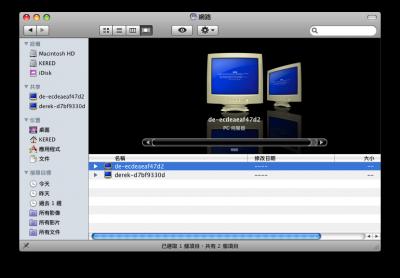 網路
裝置
Macintosh HD
KERED
iDisk
共享
de-ecdeaeaf47d2
derek-d7bf9330d
位置
桌面
KERED
應用程式
文件
搜尋目標
今天
昨天
過去 1 週
所有影像
所有影片
所有文件
de-ecdeaeaf47d2
PC 伺服器
名稱 修改日期 大小
de-ecdeaeaf47d2 ---- ----
derek-d7bf9330d ---- ----
已選取 1 個項目，共有 2 個項目